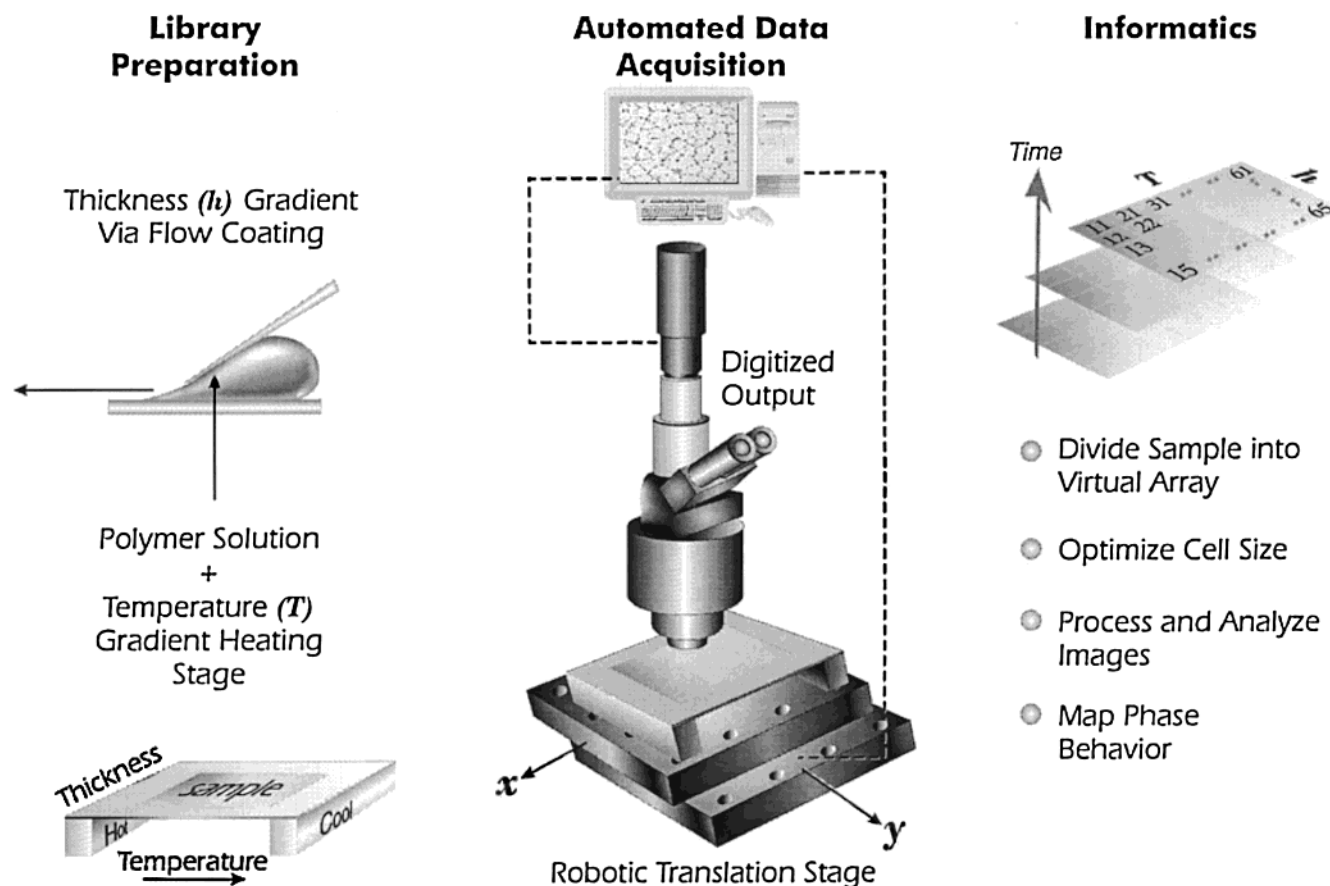 Library
Preparation
Thickness (h) Gradient
Via Flow Coating
Polymer Solution
+
Temperature (T)
Gradient Heating
Stage
Thickness
sample
Hot
Cool
Temperature
Automated Data
Acquisition
Digitized
Output
x
y
Robotic Translation Stage
Informatics
Time
T
h
11 21 31 61
12 22
13
15 65
Divide Sample into
Virtual Array
Optimize Cell Size
Process and Analyze
Images
Map Phase
Behavior